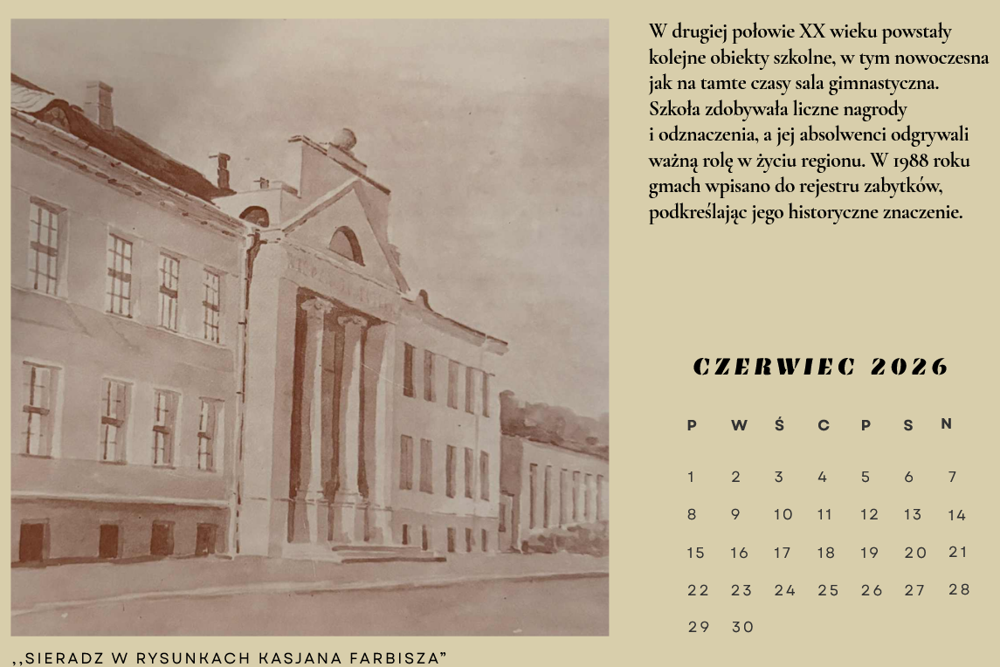 W drugiej połowie XX wieku powstały
kolejne obiekty szkolne, w tym nowoczesna
jak na tamte czasy sala gimnastyczna.
Szkoła zdobywała liczne nagrody
i odznaczenia, a jej absolwenci odgrywali
ważną rolę w życiu regionu. W 1988 roku
gmach wpisano do rejestru zabytków,
podkreślając jego historyczne znaczenie.
CZERWIEC 2026
P W Ś C P S N
1 2 3 4 5 6 7
8 9 10 11 12 13 14
15 16 17 18 19 20 21
22 23 24 25 26 27 28
29 30
,,SIERADZ W RYSUNKACH KASJANA FARBISZA”